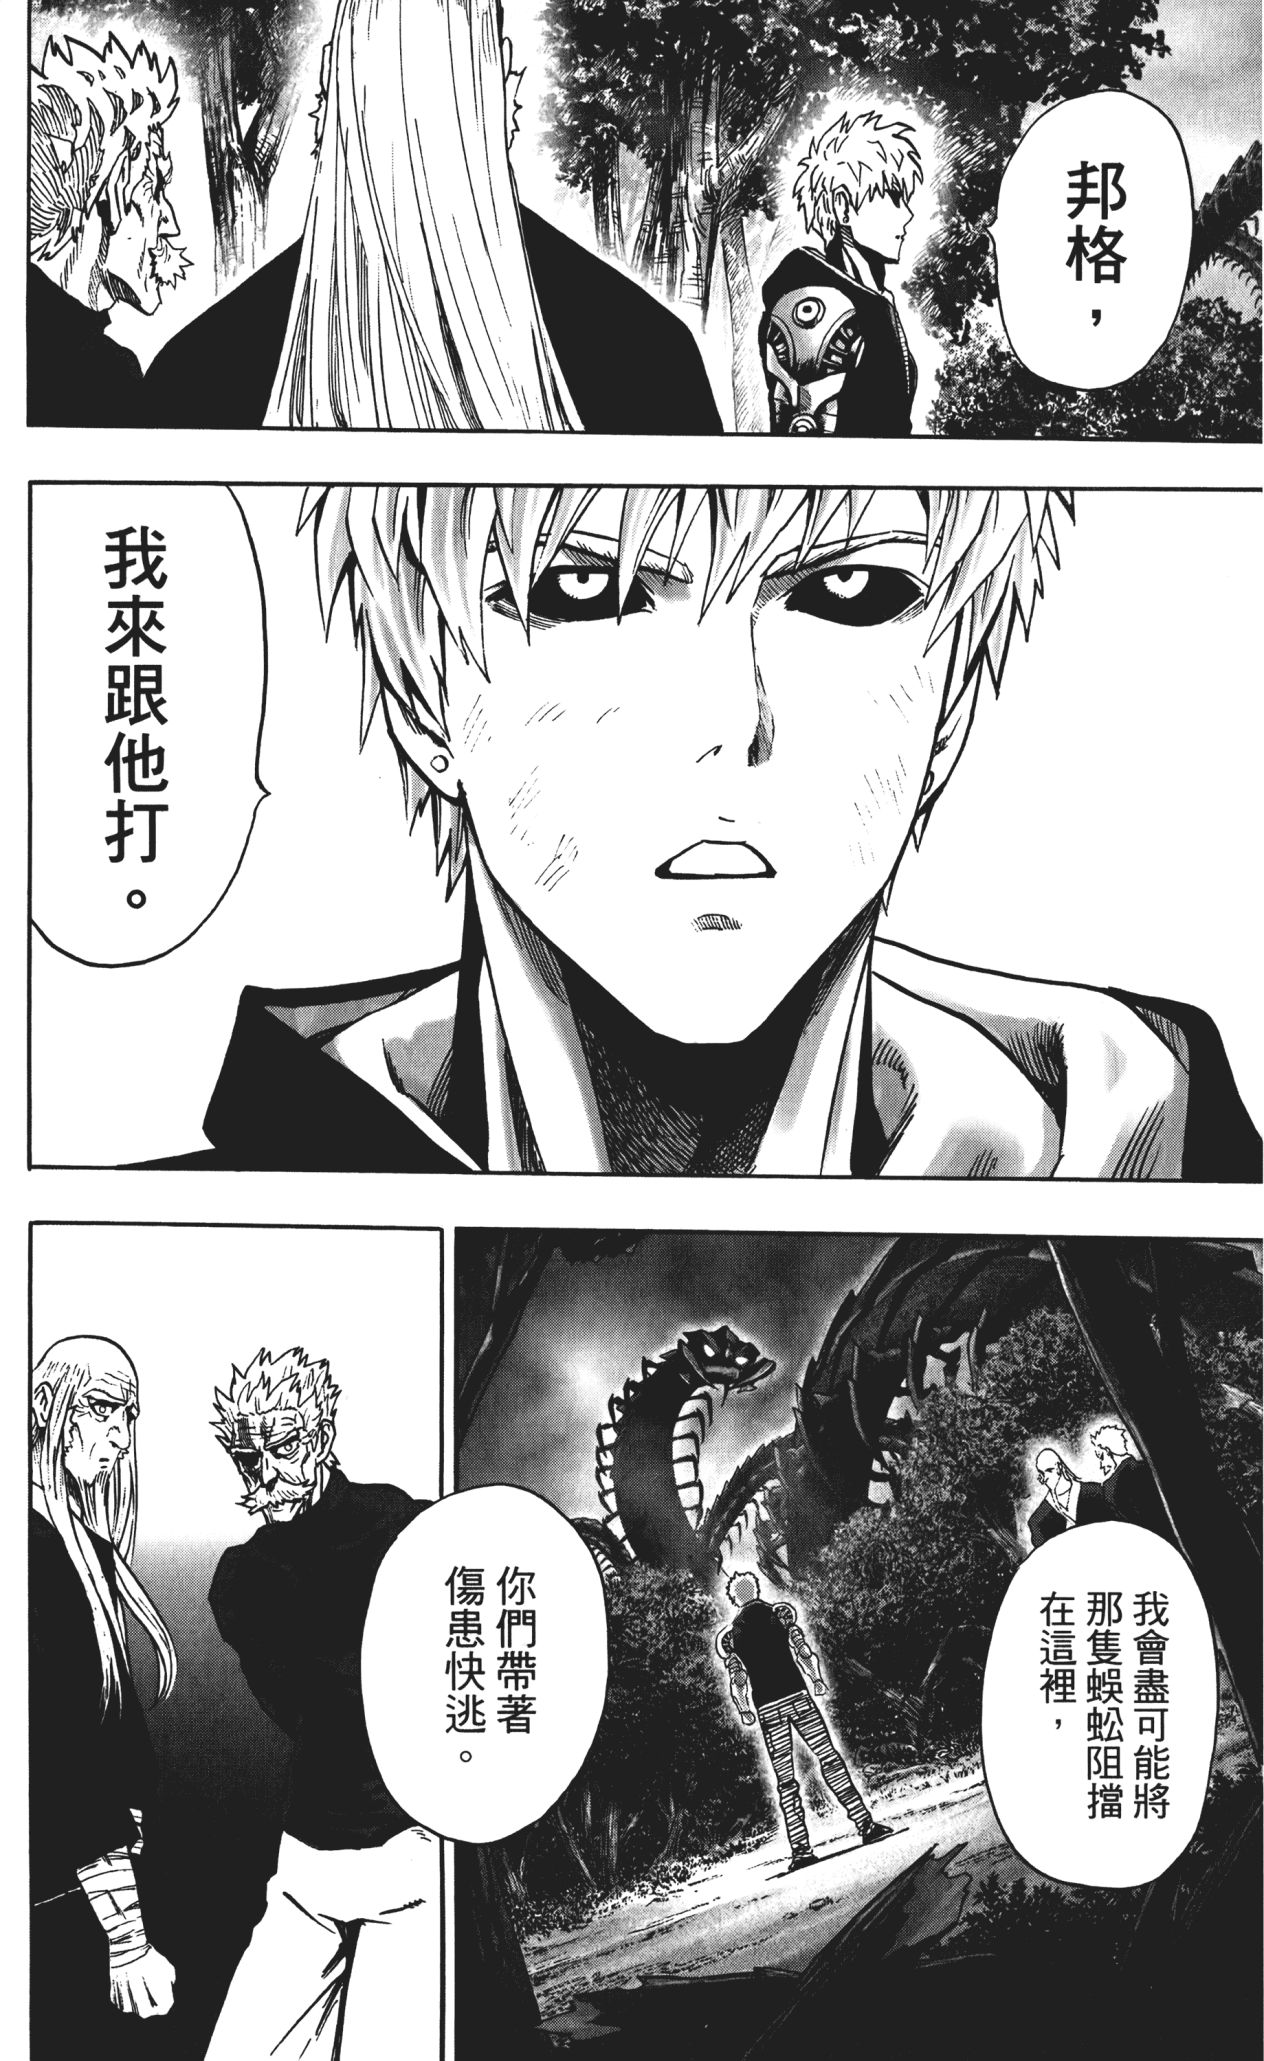 邦格，
我來跟他打。
我會盡可能將
那隻蜈蚣阻擋
在這裡，
你們帶著
傷患快逃。